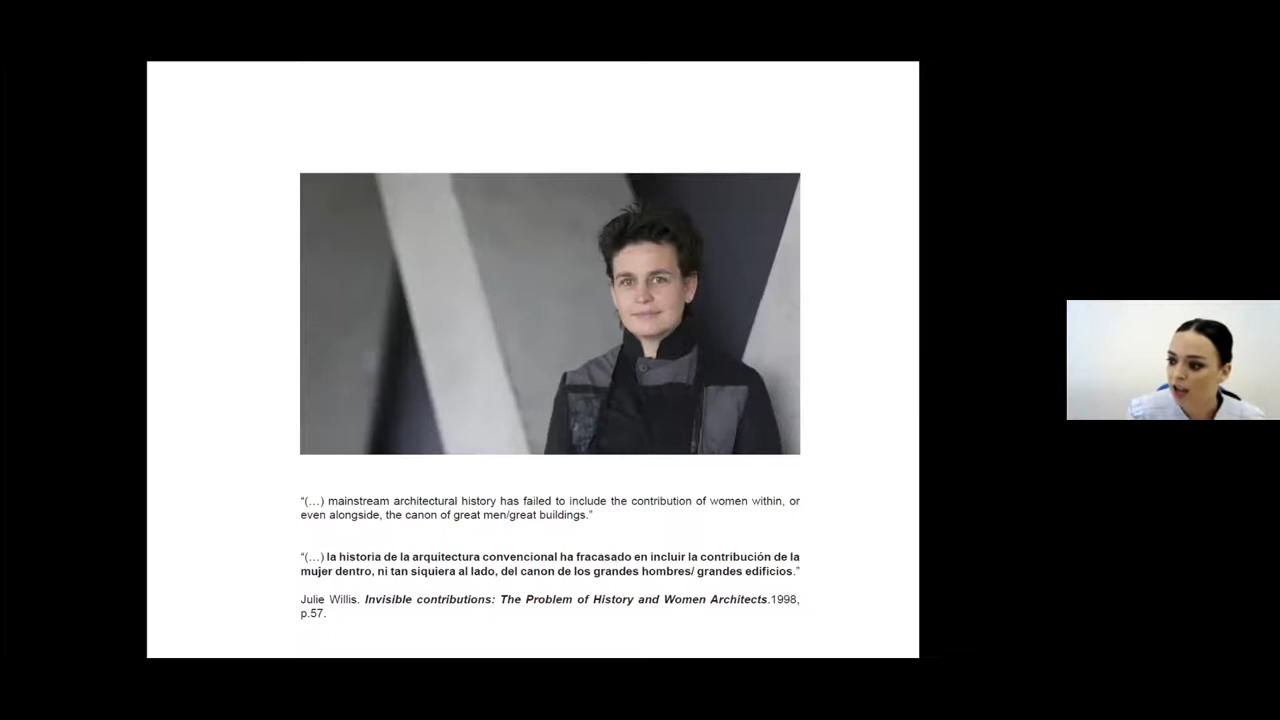 “(…) mainstream architectural history has failed to include the contribution of women within, or
even alongside, the canon of great men/great buildings.”
“(…) la historia de la arquitectura convencional ha fracasado en incluir la contribución de la
mujer dentro, ni tan siquiera al lado, del canon de los grandes hombres/ grandes edificios.”
Julie Willis. Invisible contributions: The Problem of History and Women Architects.1998,
p.57.